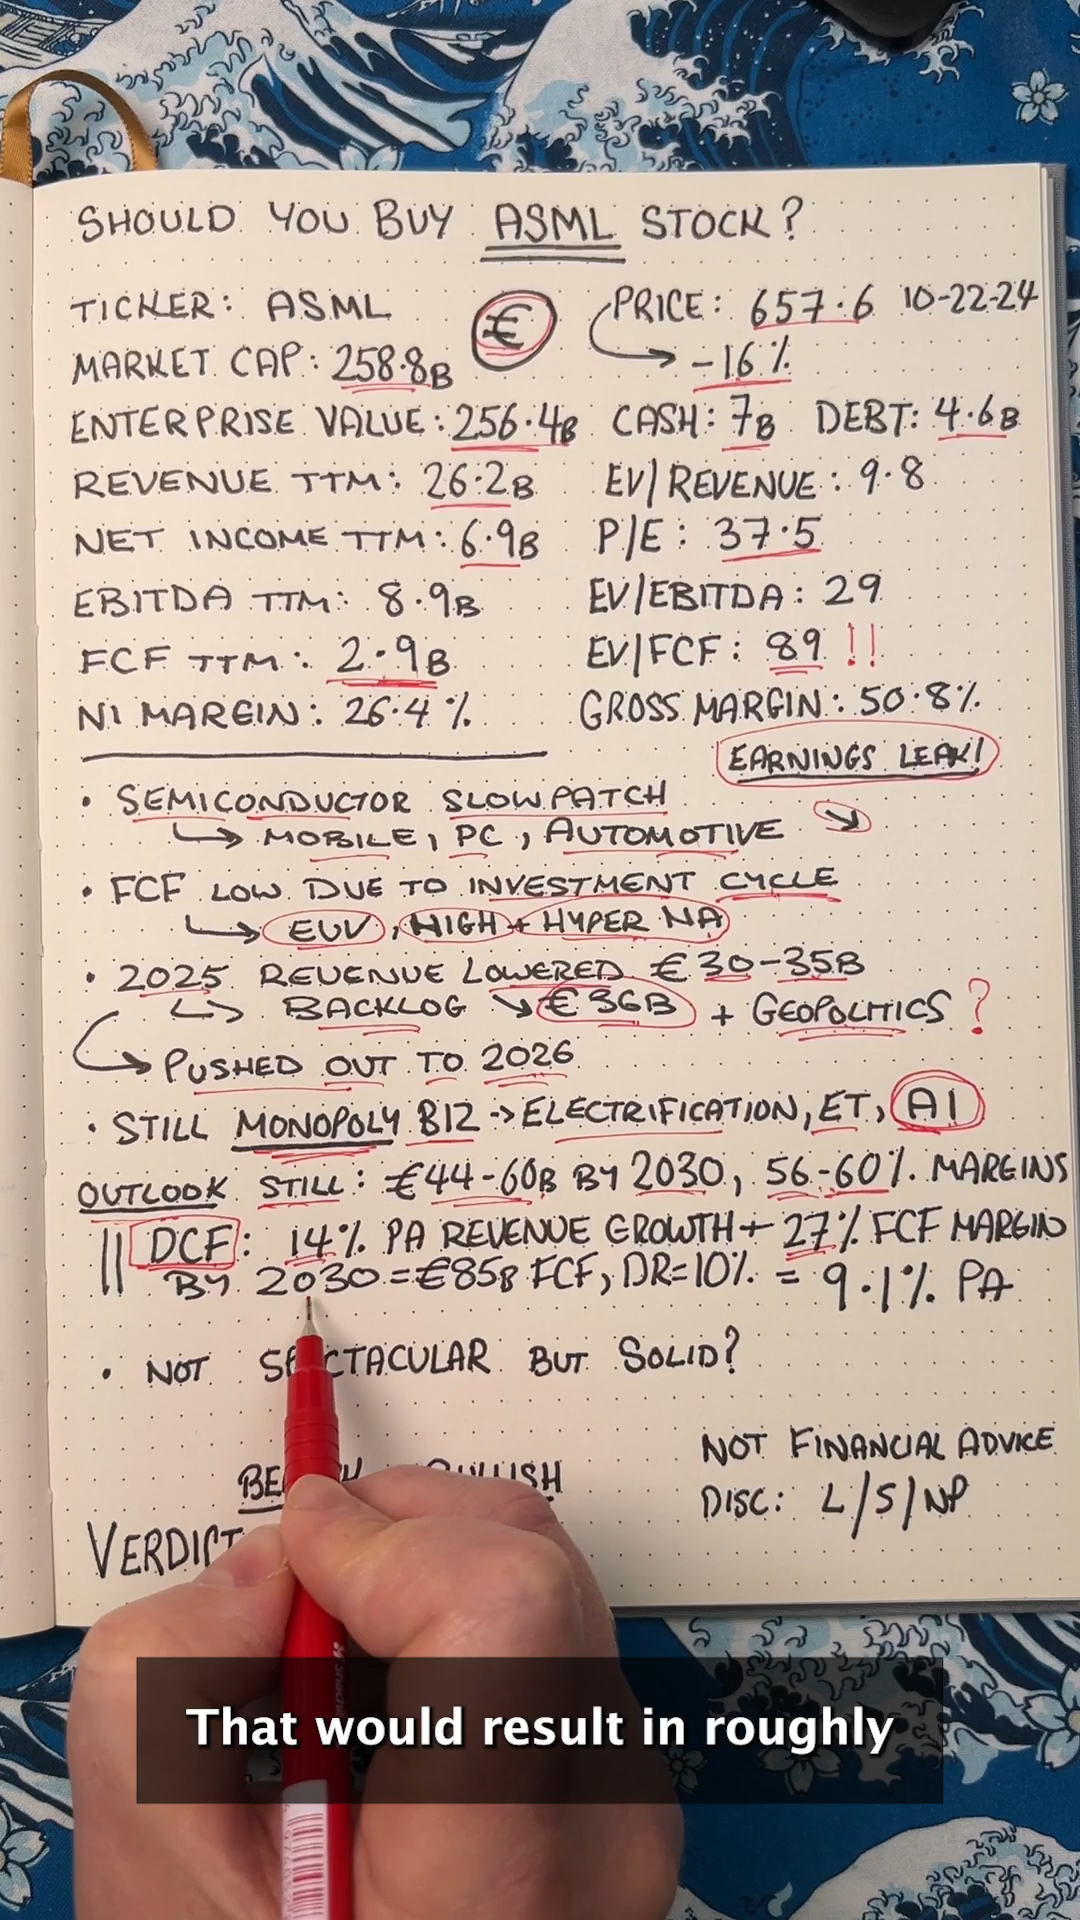 SHOULD YOU BUY ASML STOCK?
TICKER: ASML € PRICE: 657.6 10-22-24
MARKET CAP: 258.8B -16%
ENTERPRISE VALUE: 256.4B CASH: 7B DEBT: 4.6B
REVENUE TTM: 26.2B EV/REVENUE: 9.8
NET INCOME TTM: 6.9B P/E: 37.5
EBITDA TTM: 8.9B EV/EBITDA: 29
FCF TTM: 2.9B EV/FCF: 89 !!
NI MARGIN: 26.4% GROSS MARGIN: 50.8%
EARNINGS LEAK!
• SEMICONDUCTOR SLOWPATCH
↳ MOBILE, PC, AUTOMOTIVE ↘
• FCF LOW DUE TO INVESTMENT CYCLE
↳ EUV, HIGH + HYPER NA
• 2025 REVENUE LOWERED €30-35B
↳ BACKLOG ↘ €36B + GEOPOLITICS ?
→ PUSHED OUT TO 2026
• STILL MONOPOLY BIZ → ELECTRIFICATION, ET, AI
OUTLOOK STILL: €44-60B BY 2030, 56-60% MARGINS
|| DCF: 14% PA REVENUE GROWTH + 27% FCF MARGIN
BY 2030 = €85B FCF, DR=10% = 9.1% PA
• NOT SPECTACULAR BUT SOLID?
NOT FINANCIAL ADVICE
DISC: L/S/NP
VERDICT
That would result in roughly